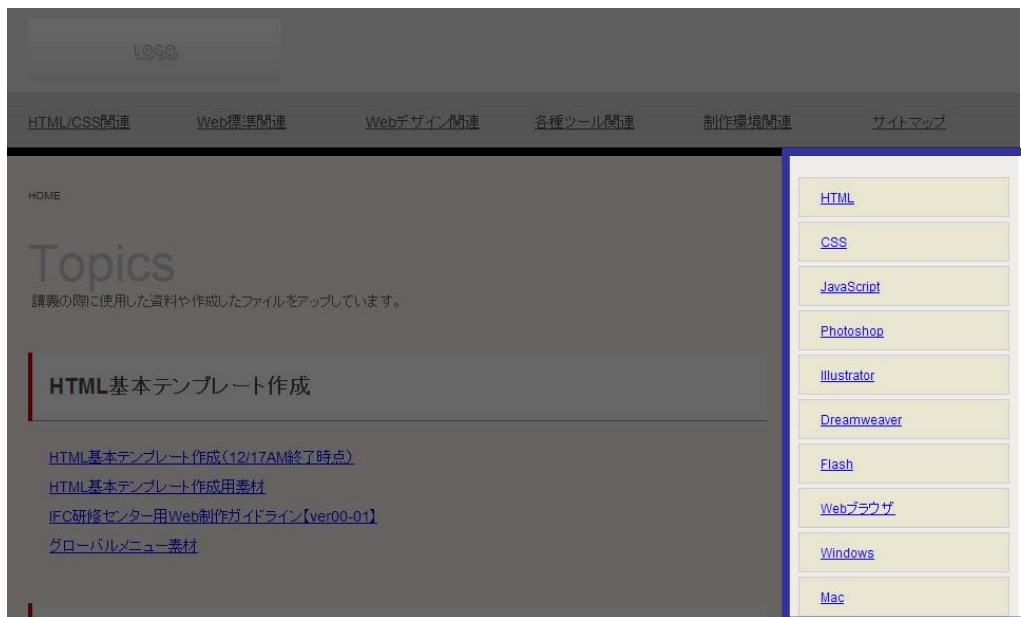 LOGO
HTML/CSS関連 Web標準関連 Webデザイン関連 各種ツール関連 制作環境関連 サイトマップ
HOME
Topics
講義の際に使用した資料や作成したファイルをアップしています。
HTML基本テンプレート作成
HTML基本テンプレート作成(12/17AM終了時点)
HTML基本テンプレート作成用素材
IFC研修センター用Web制作ガイドライン【ver00-01】
グローバルメニュー素材
HTML
CSS
JavaScript
Photoshop
Illustrator
Dreamweaver
Flash
Webブラウザ
Windows
Mac